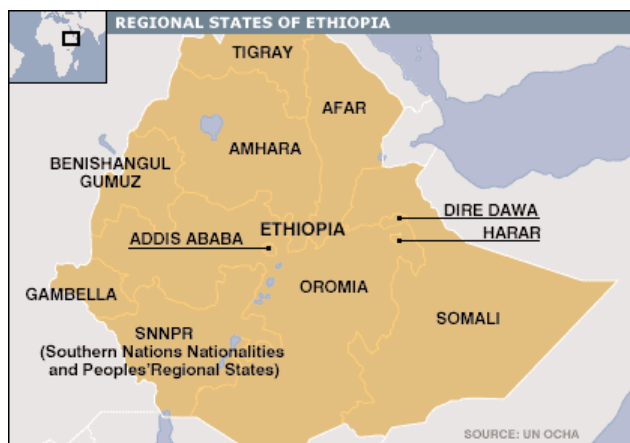 REGIONAL STATES OF ETHIOPIA
TIGRAY
AFAR
AMHARA
BENISHANGUL
GUMUZ
DIRE DAWA
ETHIOPIA
HARAR
ADDIS ABABA
GAMBELLA
OROMIA
SOMALI
SNNPR
(Southern Nations Nationalities
and Peoples'Regional States)
SOURCE: UN OCHA